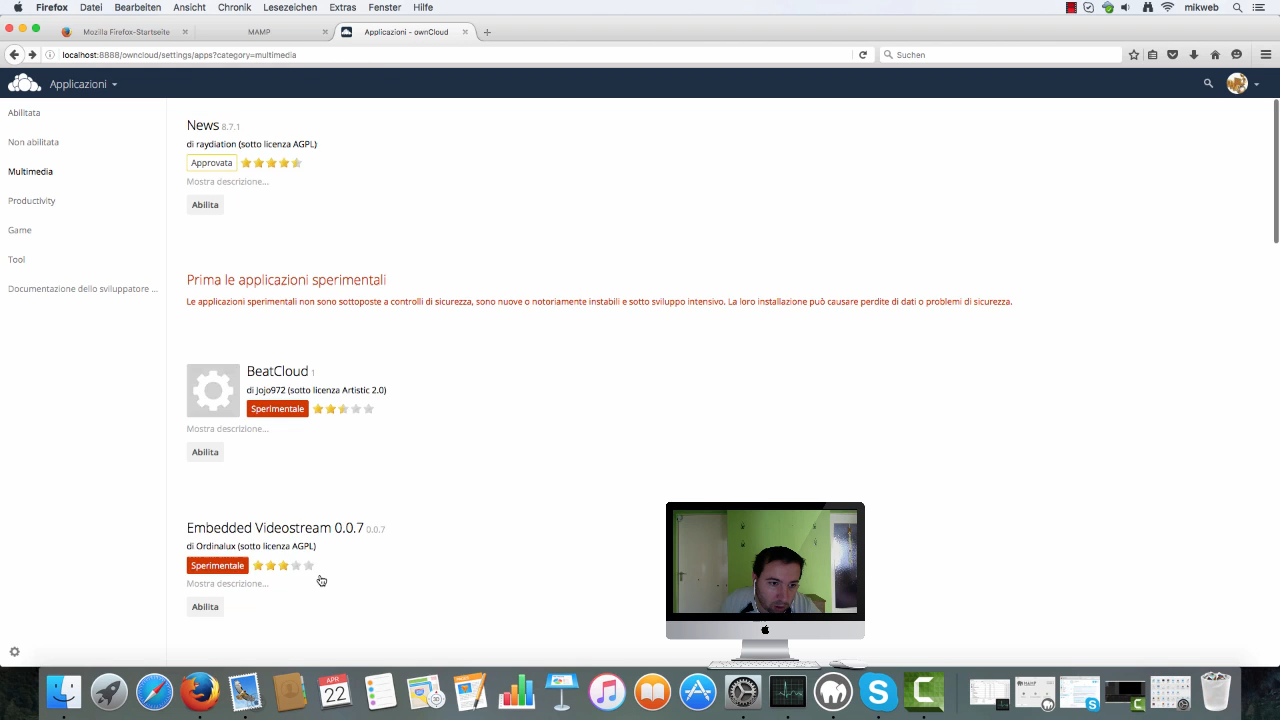 Firefox Datei Bearbeiten Ansicht Chronik Lesezeichen Extras Fenster Hilfe mikweb
Mozilla Firefox-Startseite MAMP Applicazioni - ownCloud
localhost:8888/owncloud/settings/apps?category=multimedia Suchen
Applicazioni
Abilitata
Non abilitata
Multimedia
Productivity
Game
Tool
Documentazione dello sviluppatore ...
News 8.7.1
di raydiation (sotto licenza AGPL)
Approvata
Mostra descrizione...
Abilita
Prima le applicazioni sperimentali
Le applicazioni sperimentali non sono sottoposte a controlli di sicurezza, sono nuove o notoriamente instabili e sotto sviluppo intensivo. La loro installazione può causare perdite di dati o problemi di sicurezza.
BeatCloud 1
di Jojo972 (sotto licenza Artistic 2.0)
Sperimentale
Mostra descrizione...
Abilita
Embedded Videostream 0.0.7 0.0.7
di Ordinalux (sotto licenza AGPL)
Sperimentale
Mostra descrizione...
Abilita
APR
22